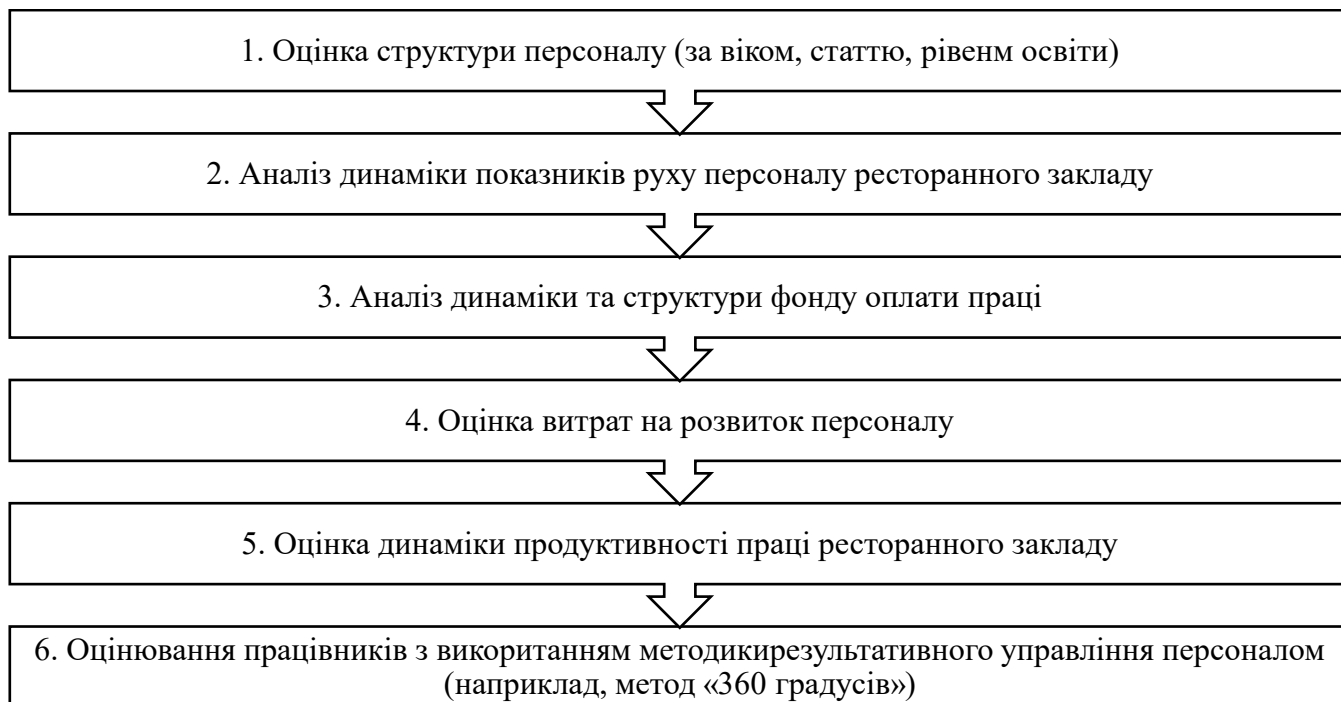 1. Оцінка структури персоналу (за віком, статтю, рівенм освіти)
2. Аналіз динаміки показників руху персоналу ресторанного закладу
3. Аналіз динаміки та структури фонду оплати праці
4. Оцінка витрат на розвиток персоналу
5. Оцінка динаміки продуктивності праці ресторанного закладу
6. Оцінювання працівників з використанням методикирезультативного управління персоналом
(наприклад, метод «360 градусів»)